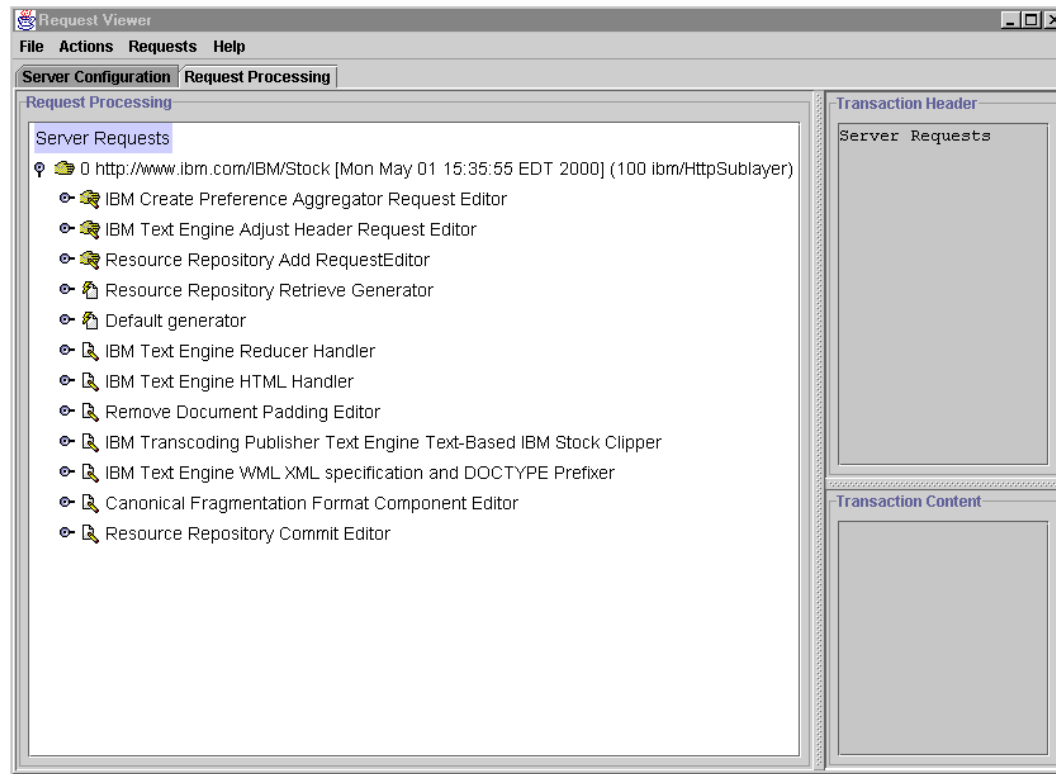 Request Viewer
File Actions Requests Help
Server Configuration Request Processing
Request Processing
Server Requests
0 http://www.ibm.com/IBM/Stock [Mon May 01 15:35:55 EDT 2000] (100 ibm/HttpSublayer)
IBM Create Preference Aggregator Request Editor
IBM Text Engine Adjust Header Request Editor
Resource Repository Add RequestEditor
Resource Repository Retrieve Generator
Default generator
IBM Text Engine Reducer Handler
IBM Text Engine HTML Handler
Remove Document Padding Editor
IBM Transcoding Publisher Text Engine Text-Based IBM Stock Clipper
IBM Text Engine WML XML specification and DOCTYPE Prefixer
Canonical Fragmentation Format Component Editor
Resource Repository Commit Editor
Transaction Header
Server Requests
Transaction Content